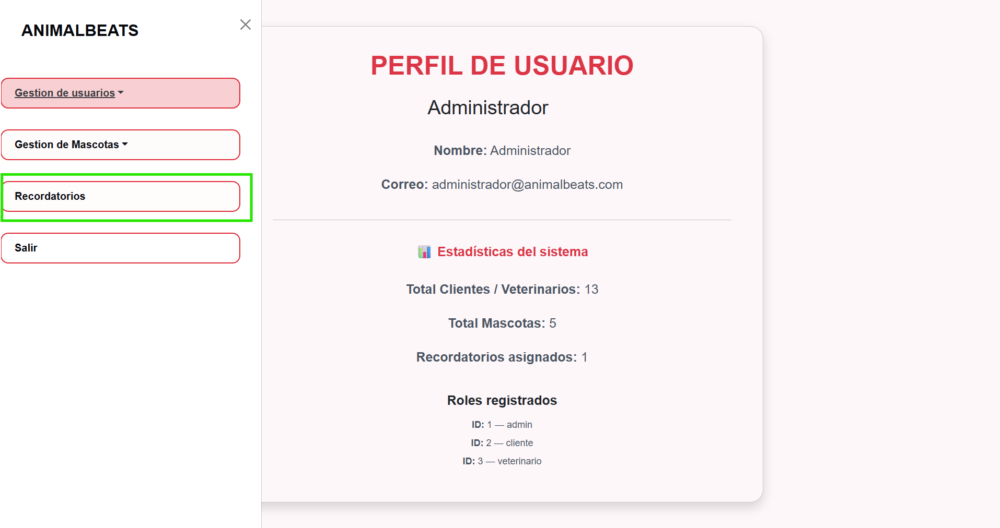 ANIMALBEATS
Gestion de usuarios
Gestion de Mascotas
Recordatorios
Salir
PERFIL DE USUARIO
Administrador
Nombre: Administrador
Correo: administrador@animalbeats.com
Estadísticas del sistema
Total Clientes / Veterinarios: 13
Total Mascotas: 5
Recordatorios asignados: 1
Roles registrados
ID: 1 — admin
ID: 2 — cliente
ID: 3 — veterinario